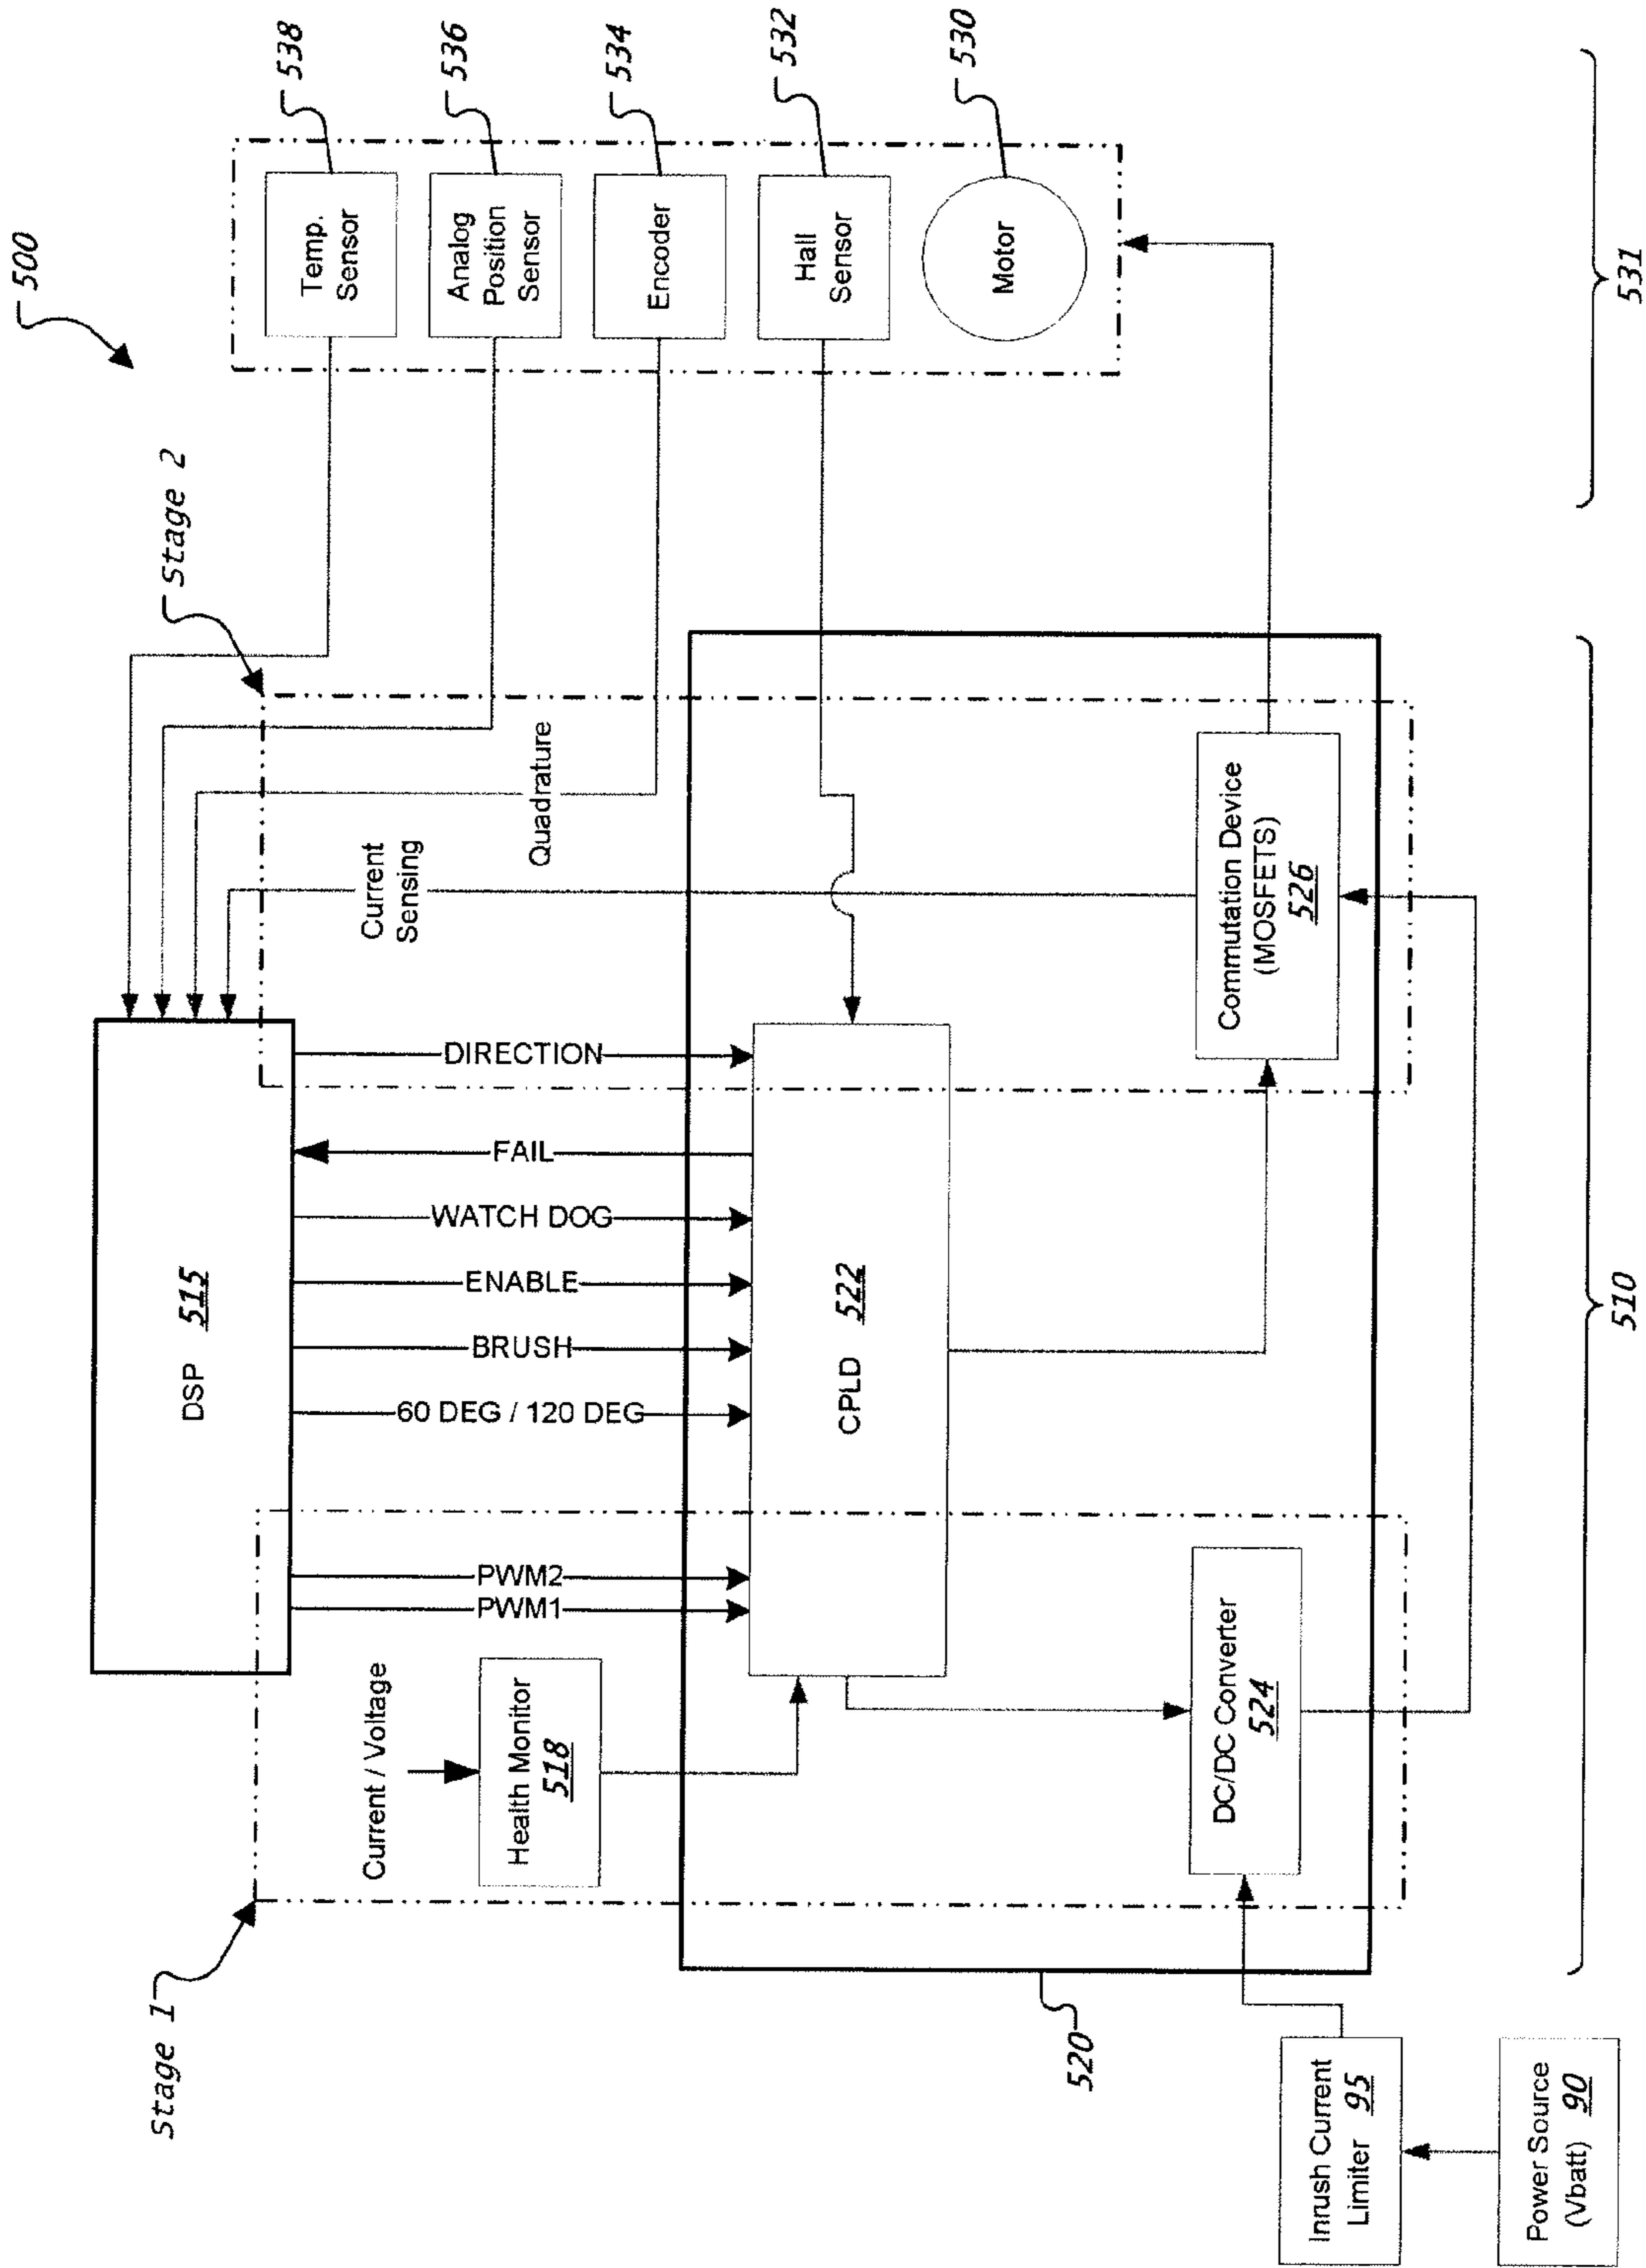 500
Stage 1
Stage 2
DSP 515
Current / Voltage
Health Monitor
518
PWM1
PWM2
60 DEG / 120 DEG
BRUSH
ENABLE
WATCH DOG
FAIL
DIRECTION
Current
Sensing
Quadrature
Temp.
Sensor
538
Analog
Position
Sensor
536
Encoder
534
Hall
Sensor
532
Motor
530
CPLD 522
520
DC/DC Converter
524
Commutation Device
(MOSFETS)
526
Inrush Current
Limiter 95
Power Source
(Vbatt) 90
510
531